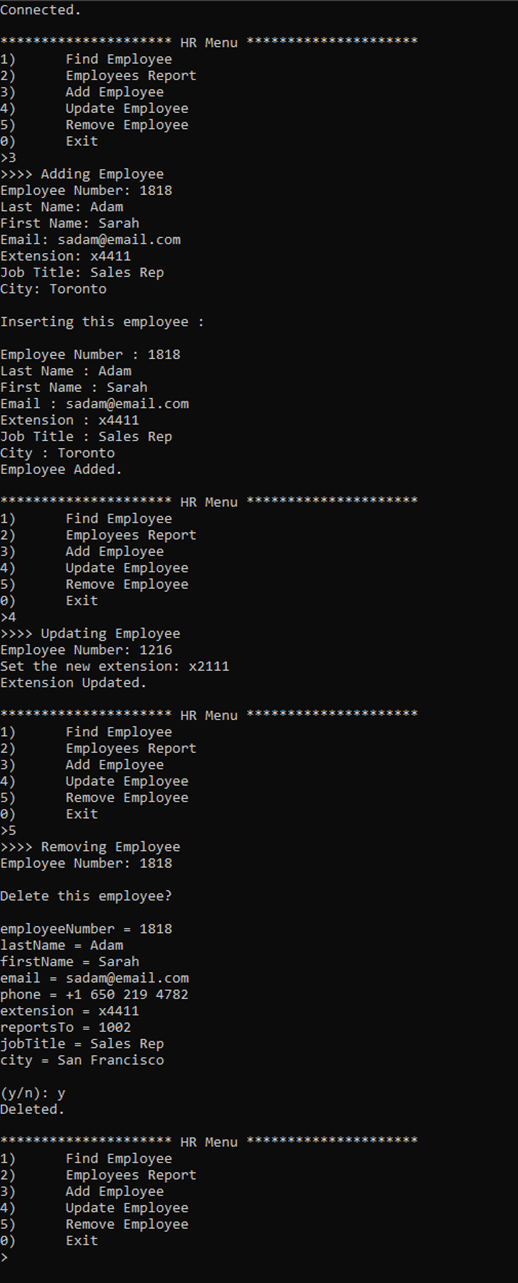 Connected.
********************* HR Menu *********************
1)      Find Employee
2)      Employees Report
3)      Add Employee
4)      Update Employee
5)      Remove Employee
0)      Exit
>3
>>>> Adding Employee
Employee Number: 1818
Last Name: Adam
First Name: Sarah
Email: sadam@email.com
Extension: x4411
Job Title: Sales Rep
City: Toronto
Inserting this employee :
Employee Number : 1818
Last Name : Adam
First Name : Sarah
Email : sadam@email.com
Extension : x4411
Job Title : Sales Rep
City : Toronto
Employee Added.
********************* HR Menu *********************
1)      Find Employee
2)      Employees Report
3)      Add Employee
4)      Update Employee
5)      Remove Employee
0)      Exit
>4
>>>> Updating Employee
Employee Number: 1216
Set the new extension: x2111
Extension Updated.
********************* HR Menu *********************
1)      Find Employee
2)      Employees Report
3)      Add Employee
4)      Update Employee
5)      Remove Employee
0)      Exit
>5
>>>> Removing Employee
Employee Number: 1818
Delete this employee?
employeeNumber = 1818
lastName = Adam
firstName = Sarah
email = sadam@email.com
phone = +1 650 219 4782
extension = x4411
reportsTo = 1002
jobTitle = Sales Rep
city = San Francisco
(y/n): y
Deleted.
********************* HR Menu *********************
1)      Find Employee
2)      Employees Report
3)      Add Employee
4)      Update Employee
5)      Remove Employee
0)      Exit
>